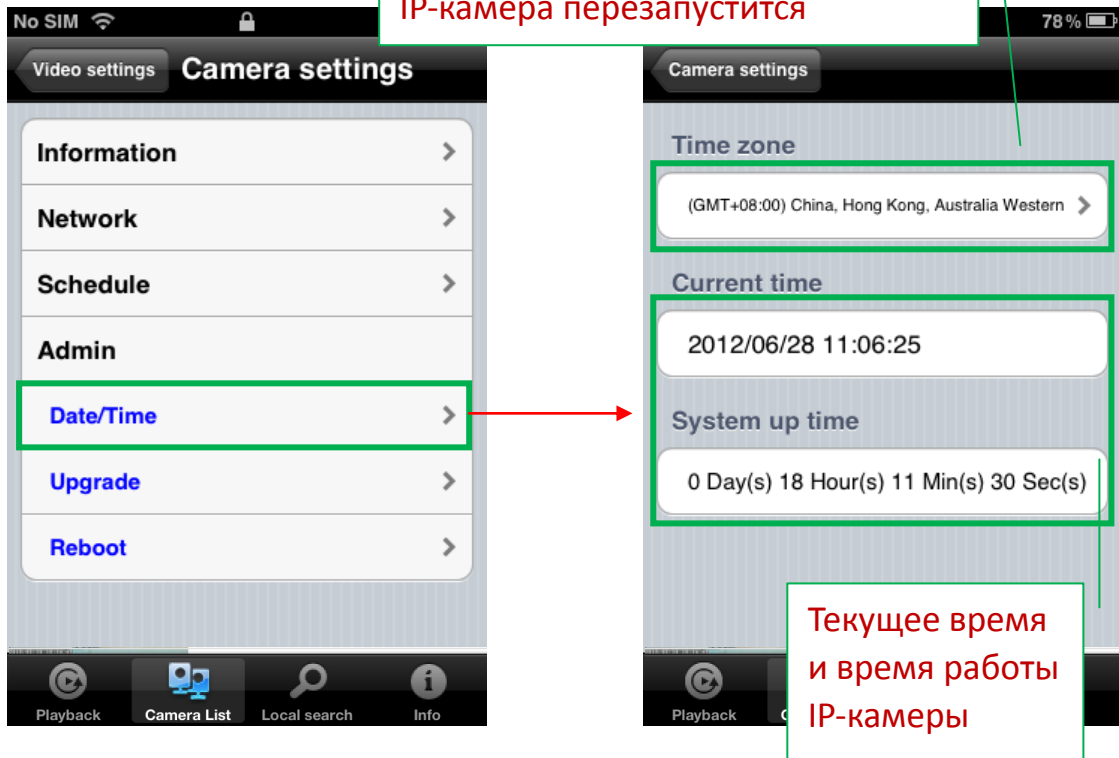 IP-камера перезапустится
No SIM
Video settings
Camera settings
Information
Network
Schedule
Admin
Date/Time
Upgrade
Reboot
Playback
Camera List
Local search
Info
78%
Camera settings
Time zone
(GMT+08:00) China, Hong Kong, Australia Western
Current time
2012/06/28 11:06:25
System up time
0 Day(s) 18 Hour(s) 11 Min(s) 30 Sec(s)
Текущее время
и время работы
IP-камеры
Playback